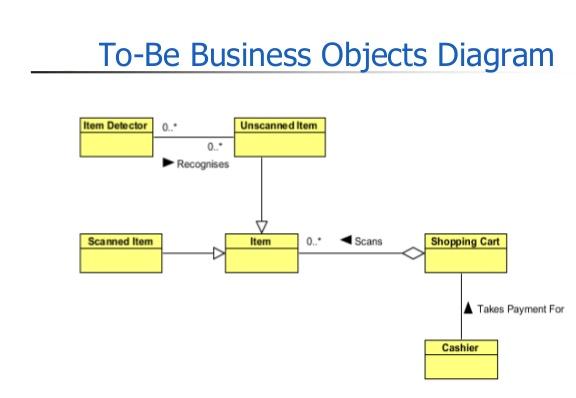 To-Be Business Objects Diagram
Item Detector
0..*
Unscanned Item
0..*
Recognises
Scanned Item
Item
0..*
Scans
Shopping Cart
Takes Payment For
Cashier